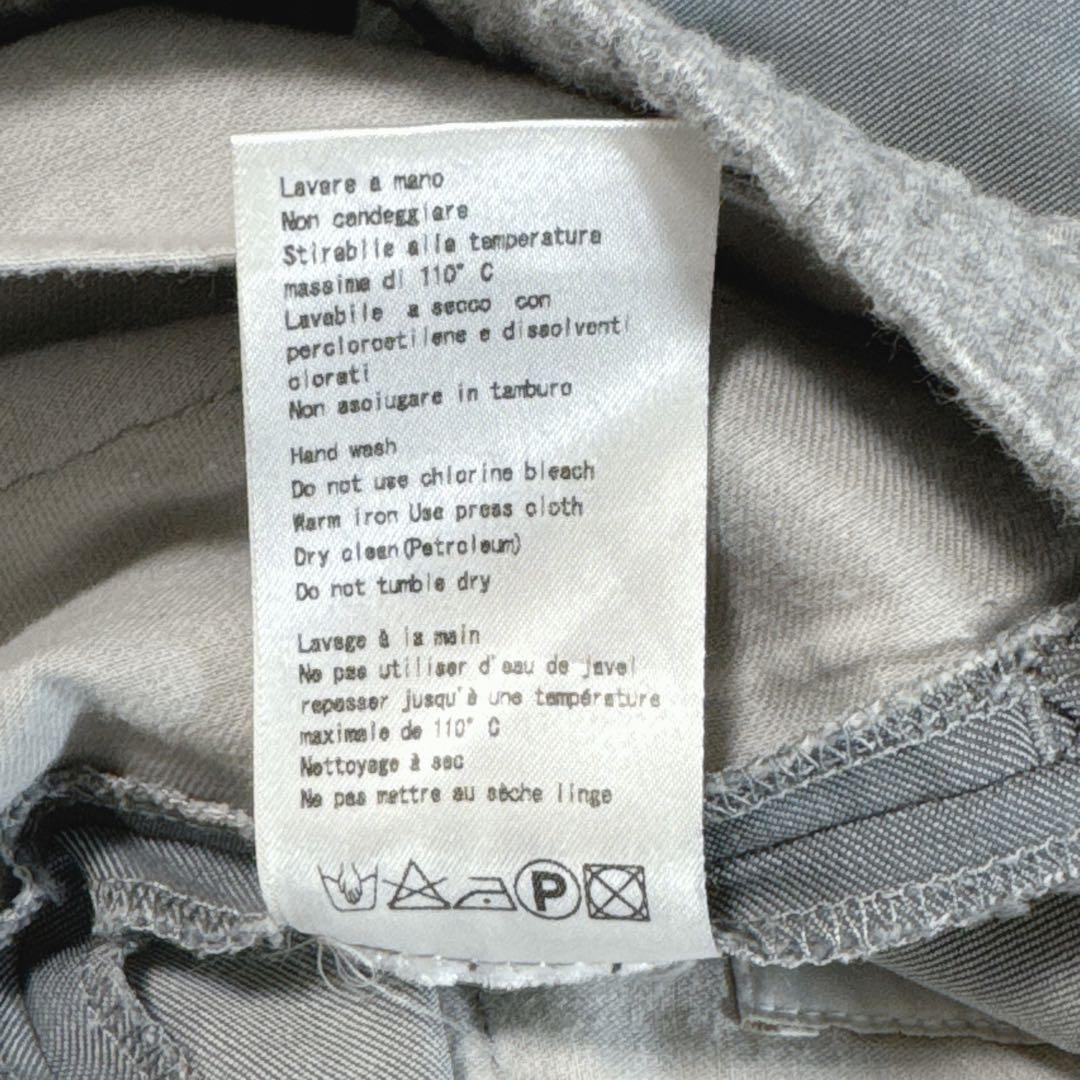 Lavare a mano
Non candeggiare
Stirabile alla temperatura
massima di 110° C
Lavabile a secco con
percloroetilene e dissolventi
clorati
Non asciugare in tamburo
Hand wash
Do not use chlorine bleach
Warm iron Use press cloth
Dry clean(Petroleum)
Do not tumble dry
Lavage à la main
Ne pas utiliser d'eau de javel
repasser jusqu'à une température
maximale de 110° C
Nettoyage à sec
Ne pas mettre au sèche linge
P